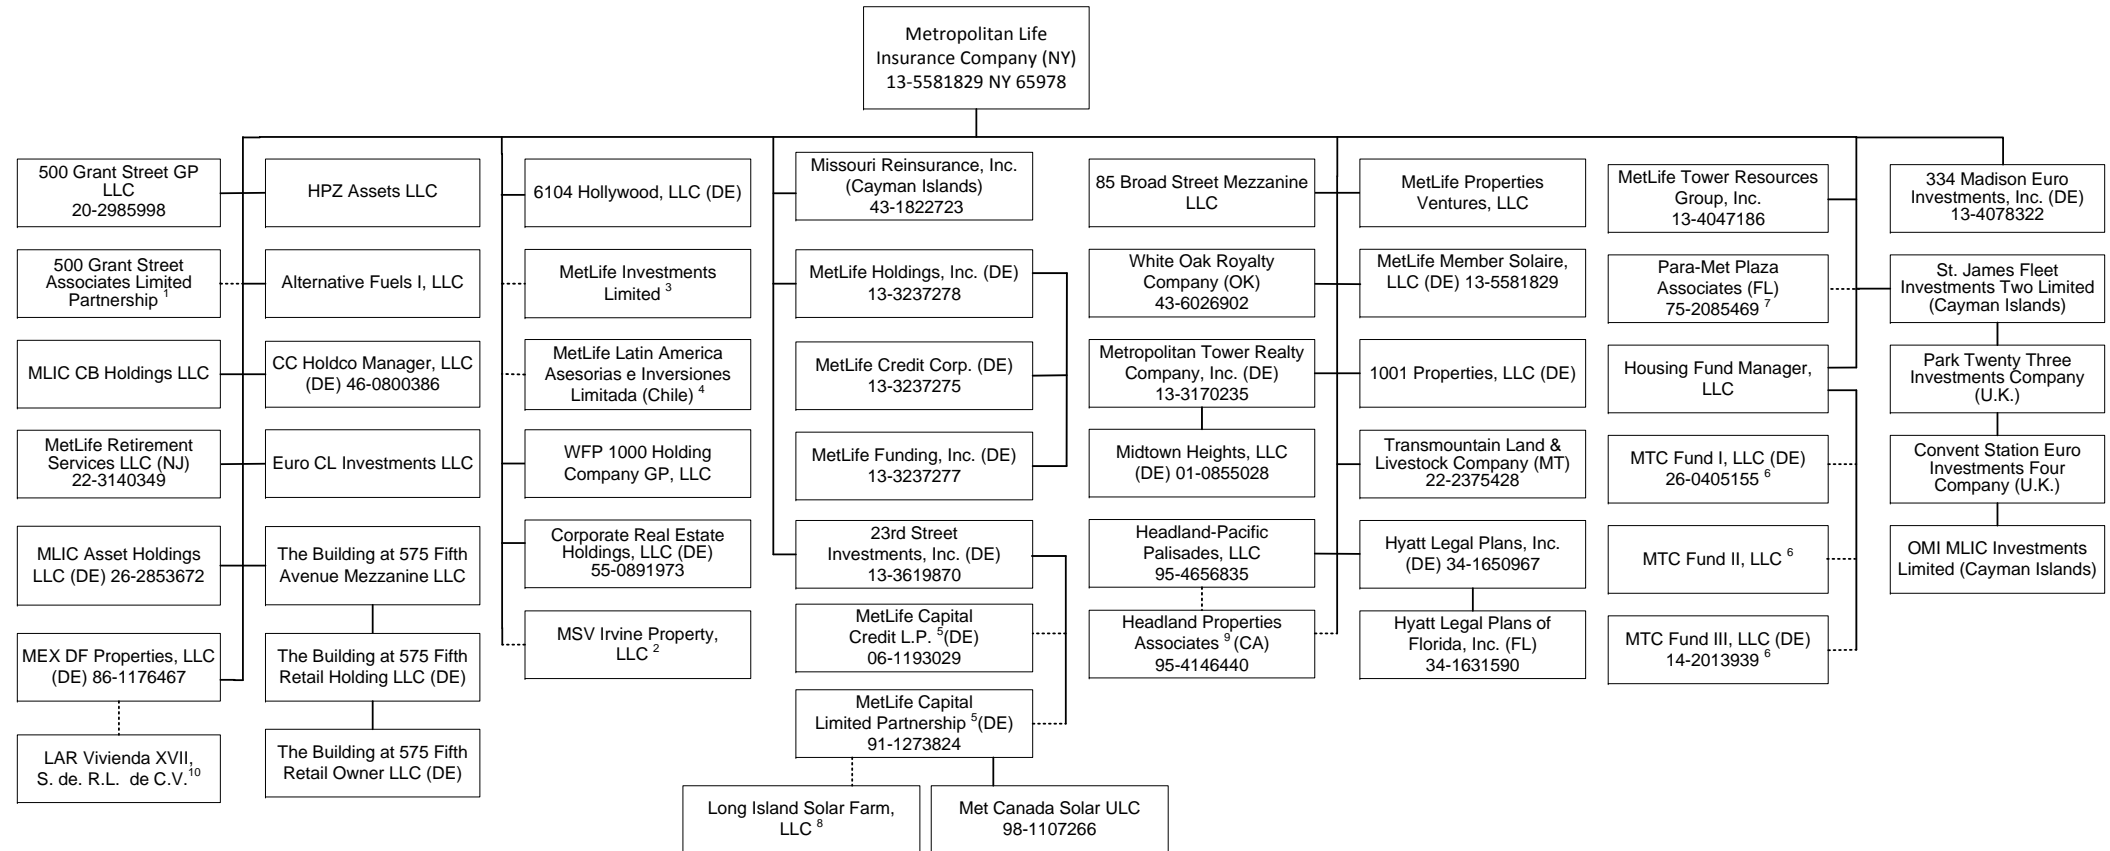 Metropolitan Life
Insurance Company (NY)
13-5581829 NY 65978
500 Grant Street GP
LLC
20-2985998
500 Grant Street
Associates Limited
Partnership 1
MLIC CB Holdings LLC
MetLife Retirement
Services LLC (NJ)
22-3140349
MLIC Asset Holdings
LLC (DE) 26-2853672
MEX DF Properties, LLC
(DE) 86-1176467
LAR Vivienda XVII,
S. de. R.L. de C.V.10
HPZ Assets LLC
Alternative Fuels I, LLC
CC Holdco Manager, LLC
(DE) 46-0800386
Euro CL Investments LLC
The Building at 575 Fifth
Avenue Mezzanine LLC
The Building at 575 Fifth
Retail Holding LLC (DE)
The Building at 575 Fifth
Retail Owner LLC (DE)
6104 Hollywood, LLC (DE)
MetLife Investments
Limited 3
MetLife Latin America
Asesorias e Inversiones
Limitada (Chile) 4
WFP 1000 Holding
Company GP, LLC
Corporate Real Estate
Holdings, LLC (DE)
55-0891973
MSV Irvine Property,
LLC 2
Missouri Reinsurance, Inc.
(Cayman Islands)
43-1822723
MetLife Holdings, Inc. (DE)
13-3237278
MetLife Credit Corp. (DE)
13-3237275
MetLife Funding, Inc. (DE)
13-3237277
23rd Street
Investments, Inc. (DE)
13-3619870
MetLife Capital
Credit L.P. 5(DE)
06-1193029
MetLife Capital
Limited Partnership 5(DE)
91-1273824
Long Island Solar Farm,
LLC 8
Met Canada Solar ULC
98-1107266
85 Broad Street Mezzanine
LLC
White Oak Royalty
Company (OK)
43-6026902
Metropolitan Tower Realty
Company, Inc. (DE)
13-3170235
Midtown Heights, LLC
(DE) 01-0855028
Headland-Pacific
Palisades, LLC
95-4656835
Headland Properties
Associates 9 (CA)
95-4146440
MetLife Properties
Ventures, LLC
MetLife Member Solaire,
LLC (DE) 13-5581829
1001 Properties, LLC (DE)
Transmountain Land &
Livestock Company (MT)
22-2375428
Hyatt Legal Plans, Inc.
(DE) 34-1650967
Hyatt Legal Plans of
Florida, Inc. (FL)
34-1631590
MetLife Tower Resources
Group, Inc.
13-4047186
Para-Met Plaza
Associates (FL)
75-2085469 7
Housing Fund Manager,
LLC
MTC Fund I, LLC (DE)
26-0405155 6
MTC Fund II, LLC 6
MTC Fund III, LLC (DE)
14-2013939 6
334 Madison Euro
Investments, Inc. (DE)
13-4078322
St. James Fleet
Investments Two Limited
(Cayman Islands)
Park Twenty Three
Investments Company
(U.K.)
Convent Station Euro
Investments Four
Company (U.K.)
OMI MLIC Investments
Limited (Cayman Islands)